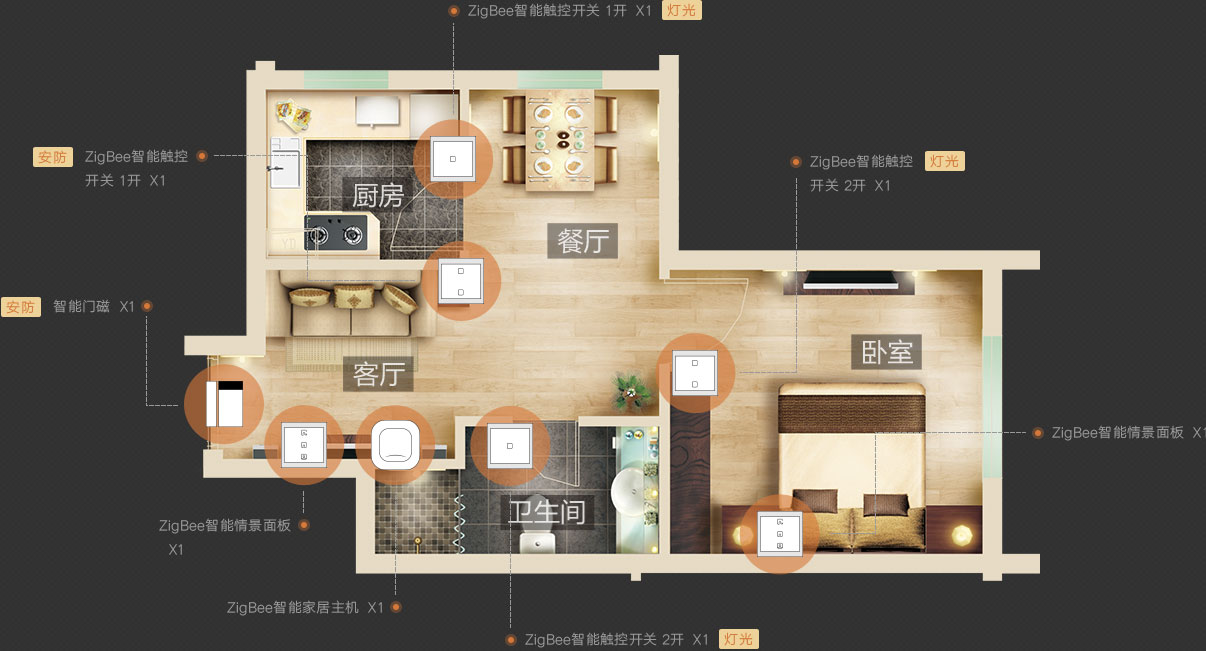 ZigBee智能触控开关 1开 X1 灯光
安防 ZigBee智能触控
开关 1开 X1
ZigBee智能触控 灯光
开关 2开 X1
厨房
餐厅
安防 智能门磁 X1
客厅
卧室
ZigBee智能情景面板 X1
卫生间
ZigBee智能情景面板
X1
ZigBee智能家居主机 X1
ZigBee智能触控开关 2开 X1 灯光